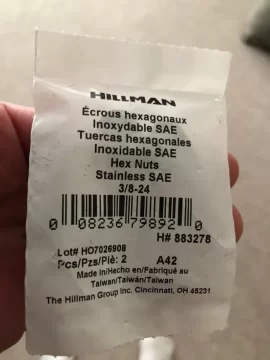 HILLMAN
Écrous hexagonaux
Inoxydable SAE
Tuercas hexagonales
Inoxidable SAE
Hex Nuts
Stainless SAE
3/8-24
0 08236 79892 0
H# 883278
Lot# HO7026908
Pcs/Pzs/Piè: 2 A42
Made in/Hecho en/Fabriqué au
Taiwan/Taiwán/Taïwan
The Hillman Group Inc. Cincinnati, OH 45231